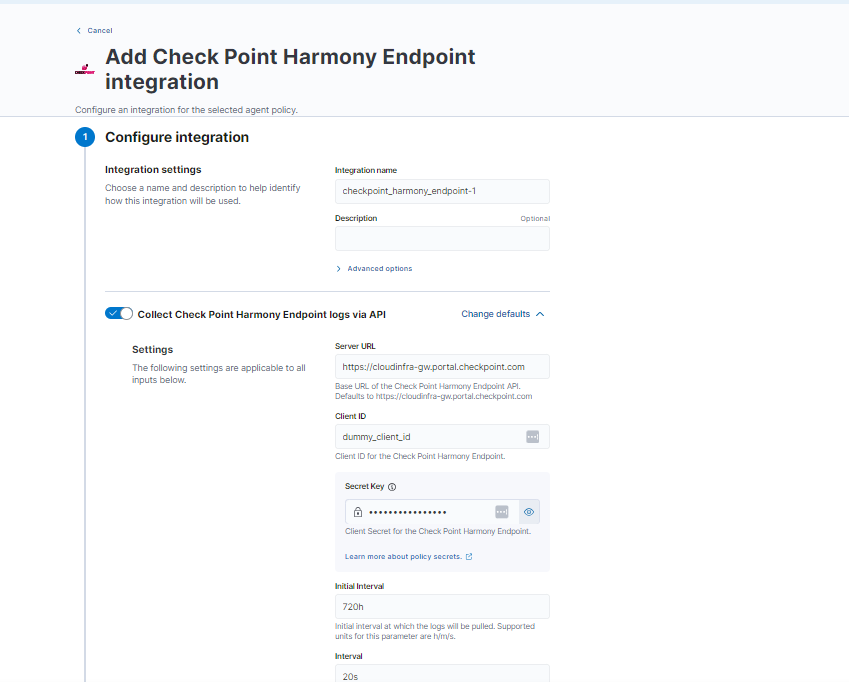 Cancel
CHECK POINT
Add Check Point Harmony Endpoint
integration
Configure an integration for the selected agent policy.
1
Configure integration
Integration settings
Choose a name and description to help identify
how this integration will be used.
Integration name
checkpoint_harmony_endpoint-1
Description
Optional
Advanced options
Collect Check Point Harmony Endpoint logs via API
Change defaults
Settings
The following settings are applicable to all
inputs below.
Server URL
https://cloudinfra-gw.portal.checkpoint.com
Base URL of the Check Point Harmony Endpoint API.
Defaults to https://cloudinfra-gw.portal.checkpoint.com
Client ID
dummy_client_id
Client ID for the Check Point Harmony Endpoint.
Secret Key
••••••••••••••••
Client Secret for the Check Point Harmony Endpoint.
Learn more about policy secrets.
Initial Interval
720h
Initial interval at which the logs will be pulled. Supported
units for this parameter are h/m/s.
Interval
20s